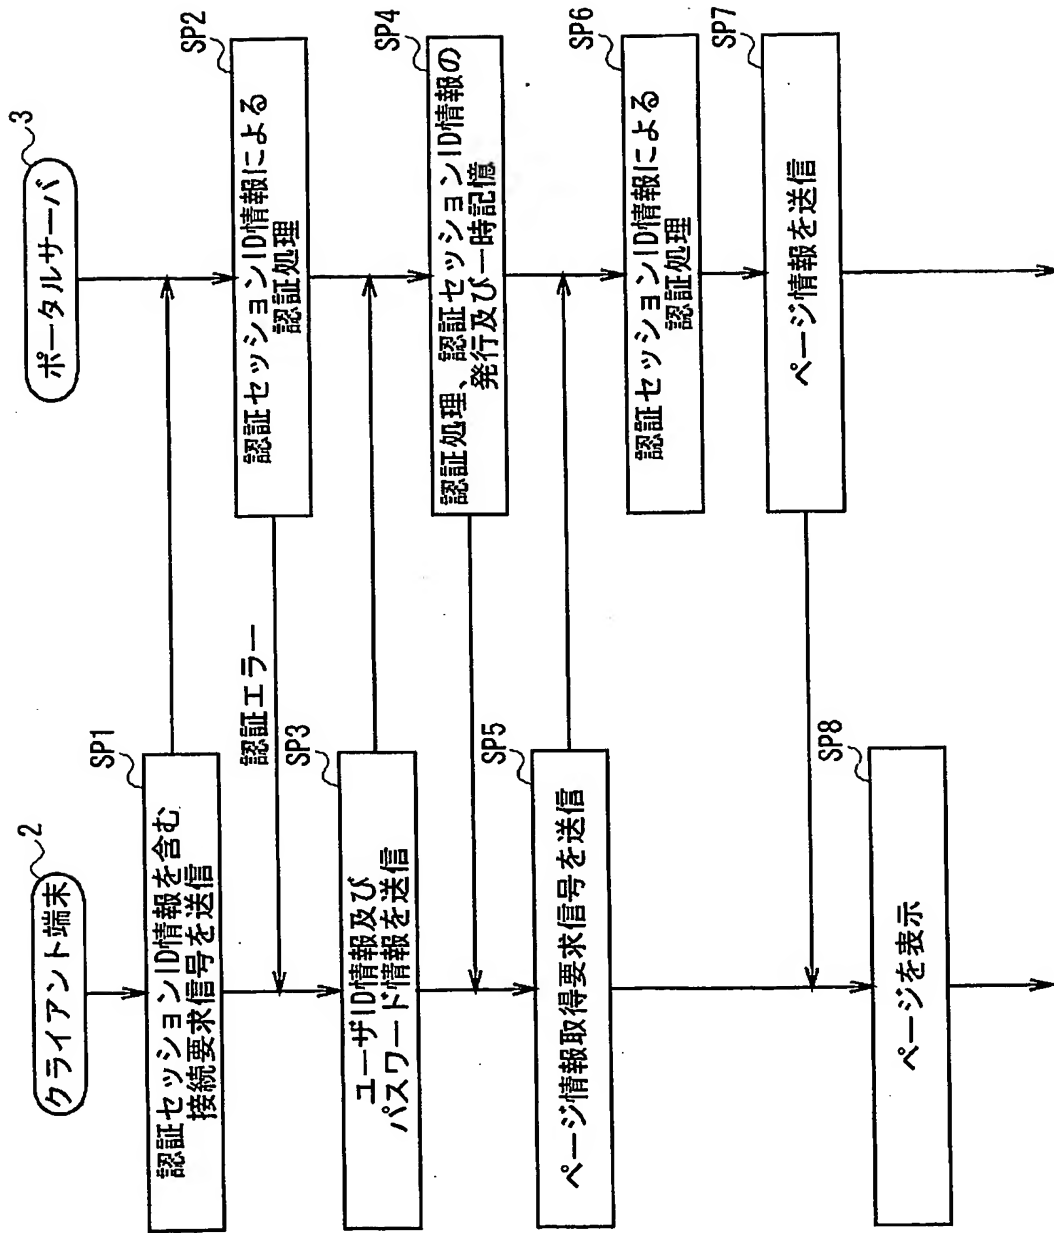 クライアント端末
2
ポータルサーバ
3
SP1
認証セッションID情報を含む
接続要求信号を送信
SP2
認証セッションID情報による
認証処理
認証エラー
SP3
ユーザID情報及び
パスワード情報を送信
SP4
認証処理、認証セッションID情報の
発行及び一時記憶
SP5
ページ情報取得要求信号を送信
SP6
認証セッションID情報による
認証処理
SP7
ページ情報を送信
SP8
ページを表示